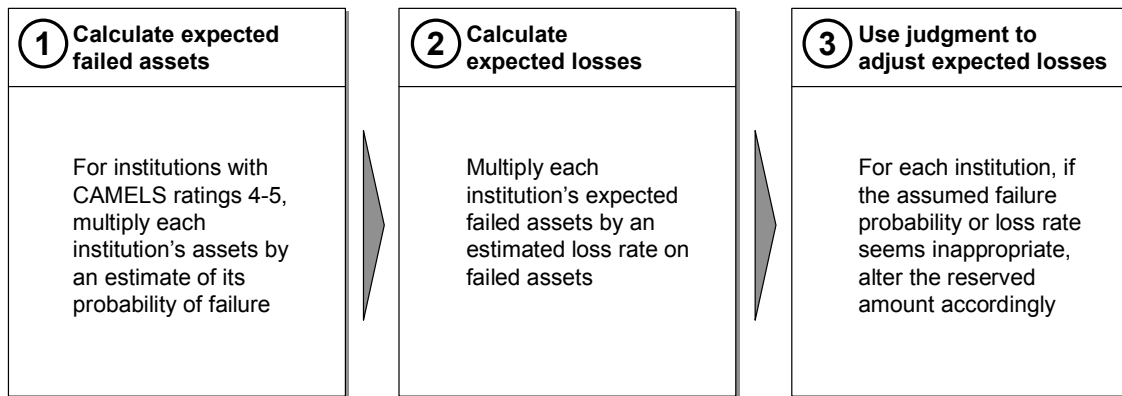 1
Calculate expected
failed assets
For institutions with
CAMELS ratings 4-5,
multiply each
institution’s assets by
an estimate of its
probability of failure
2
Calculate
expected losses
Multiply each
institution’s expected
failed assets by an
estimated loss rate on
failed assets
3
Use judgment to
adjust expected losses
For each institution, if
the assumed failure
probability or loss rate
seems inappropriate,
alter the reserved
amount accordingly